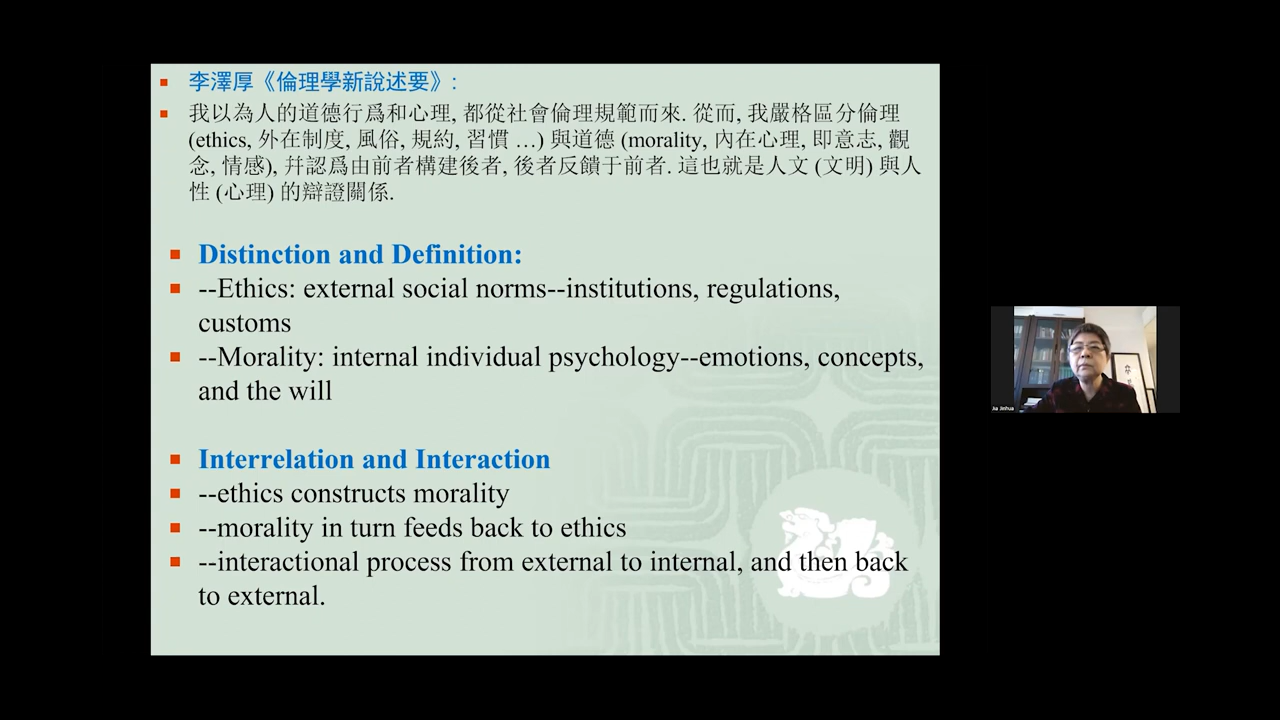 李澤厚《倫理學新說述要》:
我以為人的道德行爲和心理, 都從社會倫理規範而來. 從而, 我嚴格區分倫理
(ethics, 外在制度, 風俗, 規約, 習慣 …) 與道德 (morality, 內在心理, 即意志, 觀
念, 情感), 幷認爲由前者構建後者, 後者反饋于前者. 這也就是人文 (文明) 與人
性 (心理) 的辯證關係.
Distinction and Definition:
--Ethics: external social norms--institutions, regulations,
customs
--Morality: internal individual psychology--emotions, concepts,
and the will
Interrelation and Interaction
--ethics constructs morality
--morality in turn feeds back to ethics
--interactional process from external to internal, and then back
to external.
Jia Jinhua